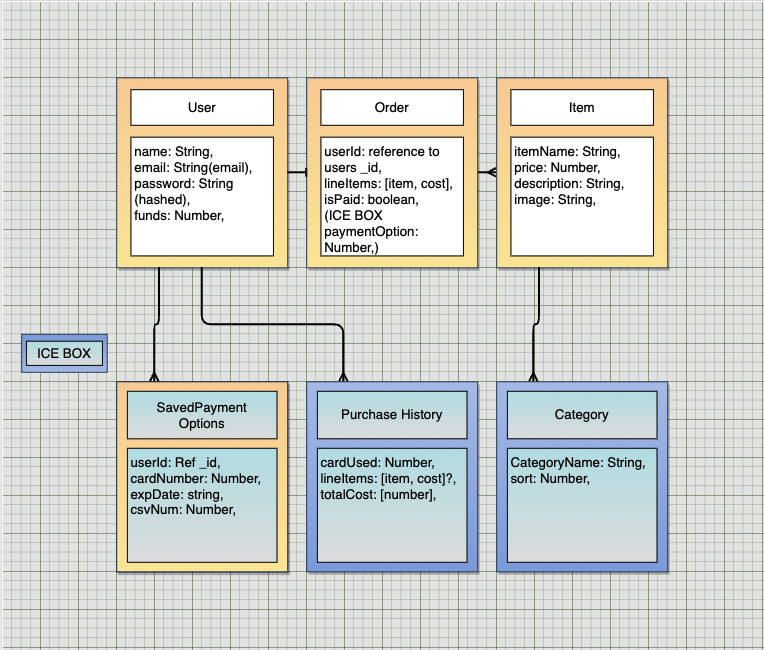 User
name: String,
email: String(email),
password: String
(hashed),
funds: Number,
Order
userId: reference to
users _id,
lineItems: [item, cost],
isPaid: boolean,
(ICE BOX
paymentOption:
Number,)
Item
itemName: String,
price: Number,
description: String,
image: String,
ICE BOX
SavedPayment
Options
userId: Ref _id,
cardNumber: Number,
expDate: string,
csvNum: Number,
Purchase History
cardUsed: Number,
lineItems: [item, cost]?,
totalCost: [number],
Category
CategoryName: String,
sort: Number,